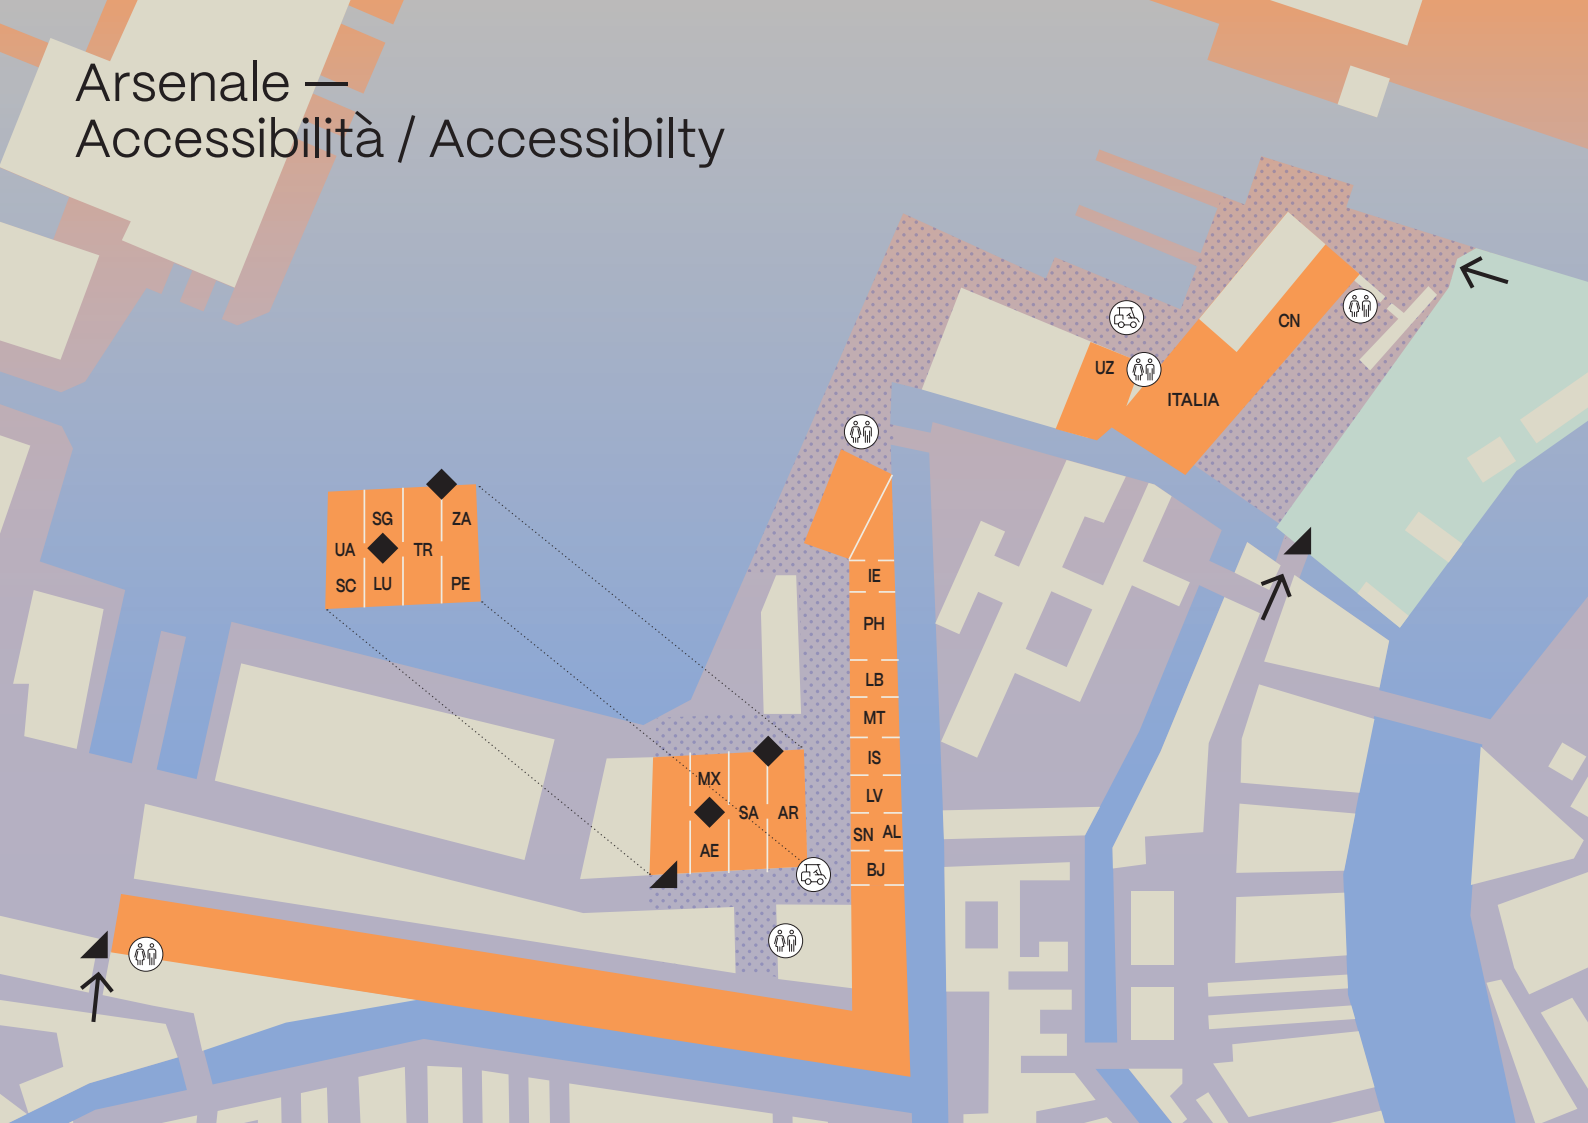 Arsenale —
Accessibilità / Accessibilty
CN
UZ
ITALIA
SG
ZA
UA
TR
SC
LU
PE
IE
PH
LB
MT
IS
LV
SN
AL
BJ
MX
SA
AR
AE